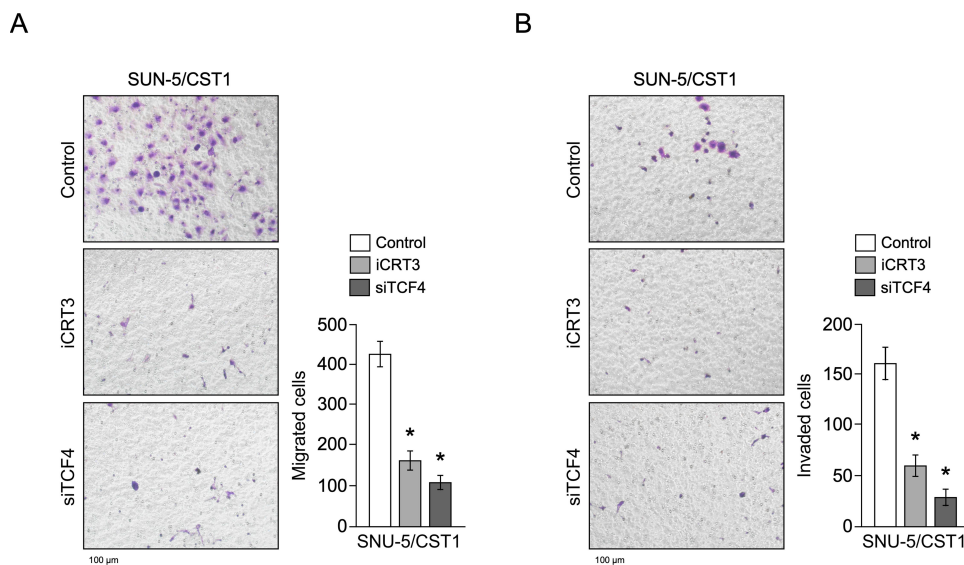 A
SUN-5/CST1
Control
iCRT3
siTCF4
100 µm
Control
iCRT3
siTCF4
Migrated cells
500
400
300
200
100
0
*
*
SNU-5/CST1
B
SUN-5/CST1
Control
iCRT3
siTCF4
100 µm
Control
iCRT3
siTCF4
Invaded cells
200
150
100
50
0
*
*
SNU-5/CST1